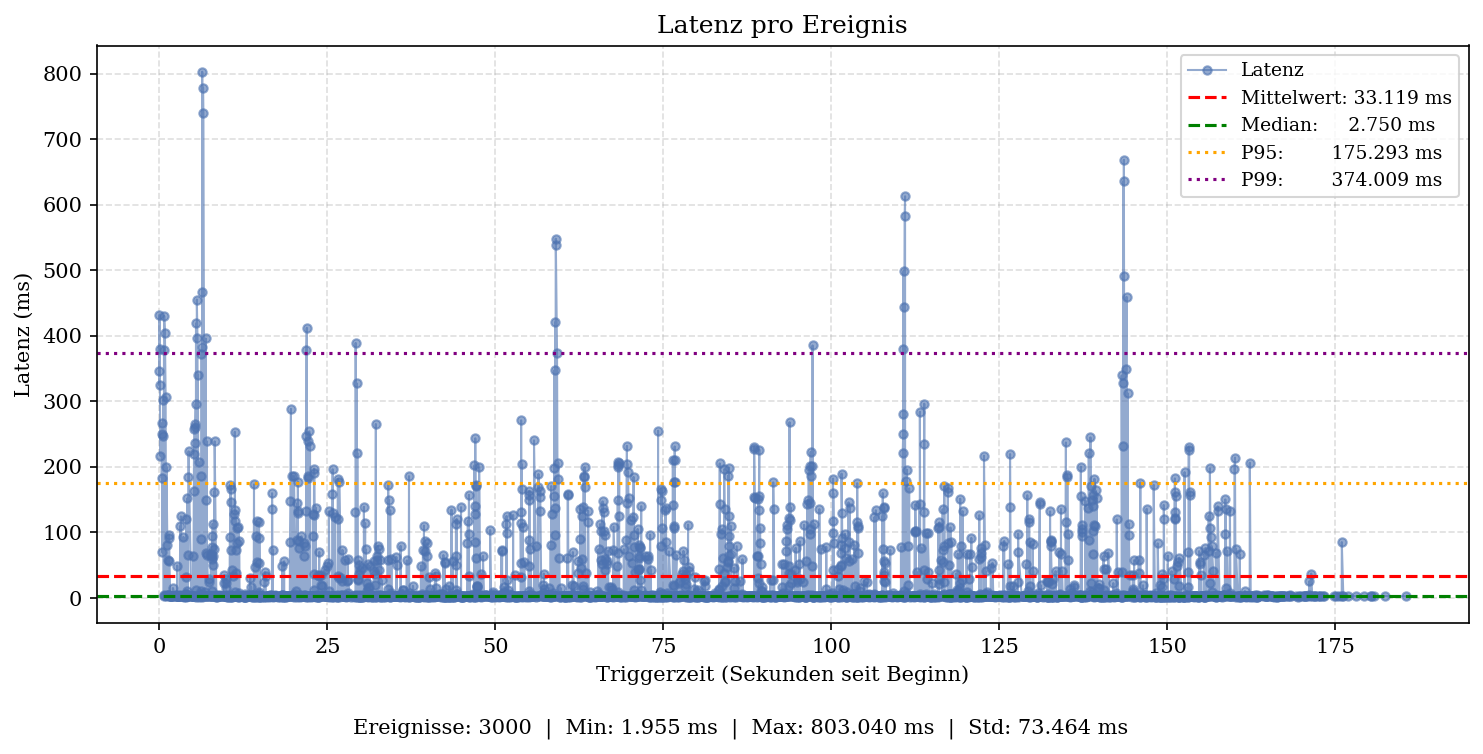 Latenz pro Ereignis
Latenz (ms)
800
700
600
500
400
300
200
100
0
Latenz
Mittelwert: 33.119 ms
Median: 2.750 ms
P95: 175.293 ms
P99: 374.009 ms
0 25 50 75 100 125 150 175
Triggerzeit (Sekunden seit Beginn)
Ereignisse: 3000 | Min: 1.955 ms | Max: 803.040 ms | Std: 73.464 ms